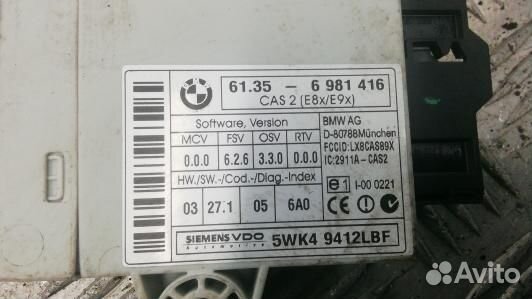 BMW
61.35 - 6 981 416
CAS 2 (E8x/E9x)
Software, Version
MCV FSV OSV RTV
0.0.0 6.2.6 3.3.0 0.0.0
HW./SW.-/Cod./Diag.-Index
03 27.1 05 6A0
BMW AG
D-80788München
FCCID:LX8CAS89X
IC:2911A-CAS2
e1 I-00 0221
SIEMENS VDO
Automotive
5WK4 9412LBF
Avito